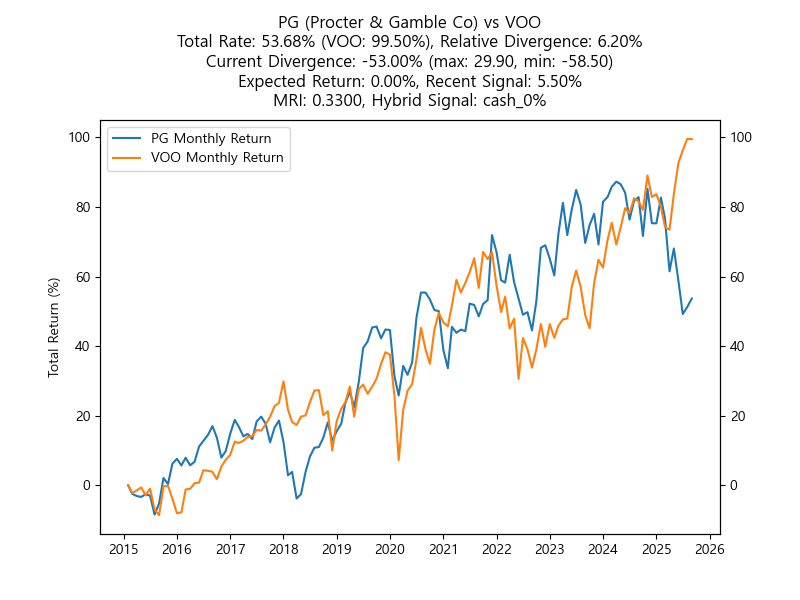 PG (Procter & Gamble Co) vs VOO
Total Rate: 53.68% (VOO: 99.50%), Relative Divergence: 6.20%
Current Divergence: -53.00% (max: 29.90, min: -58.50)
Expected Return: 0.00%, Recent Signal: 5.50%
MRI: 0.3300, Hybrid Signal: cash_0%
PG Monthly Return
VOO Monthly Return
Total Return (%)
100
80
60
40
20
0
100
80
60
40
20
0
2015 2016 2017 2018 2019 2020 2021 2022 2023 2024 2025 2026